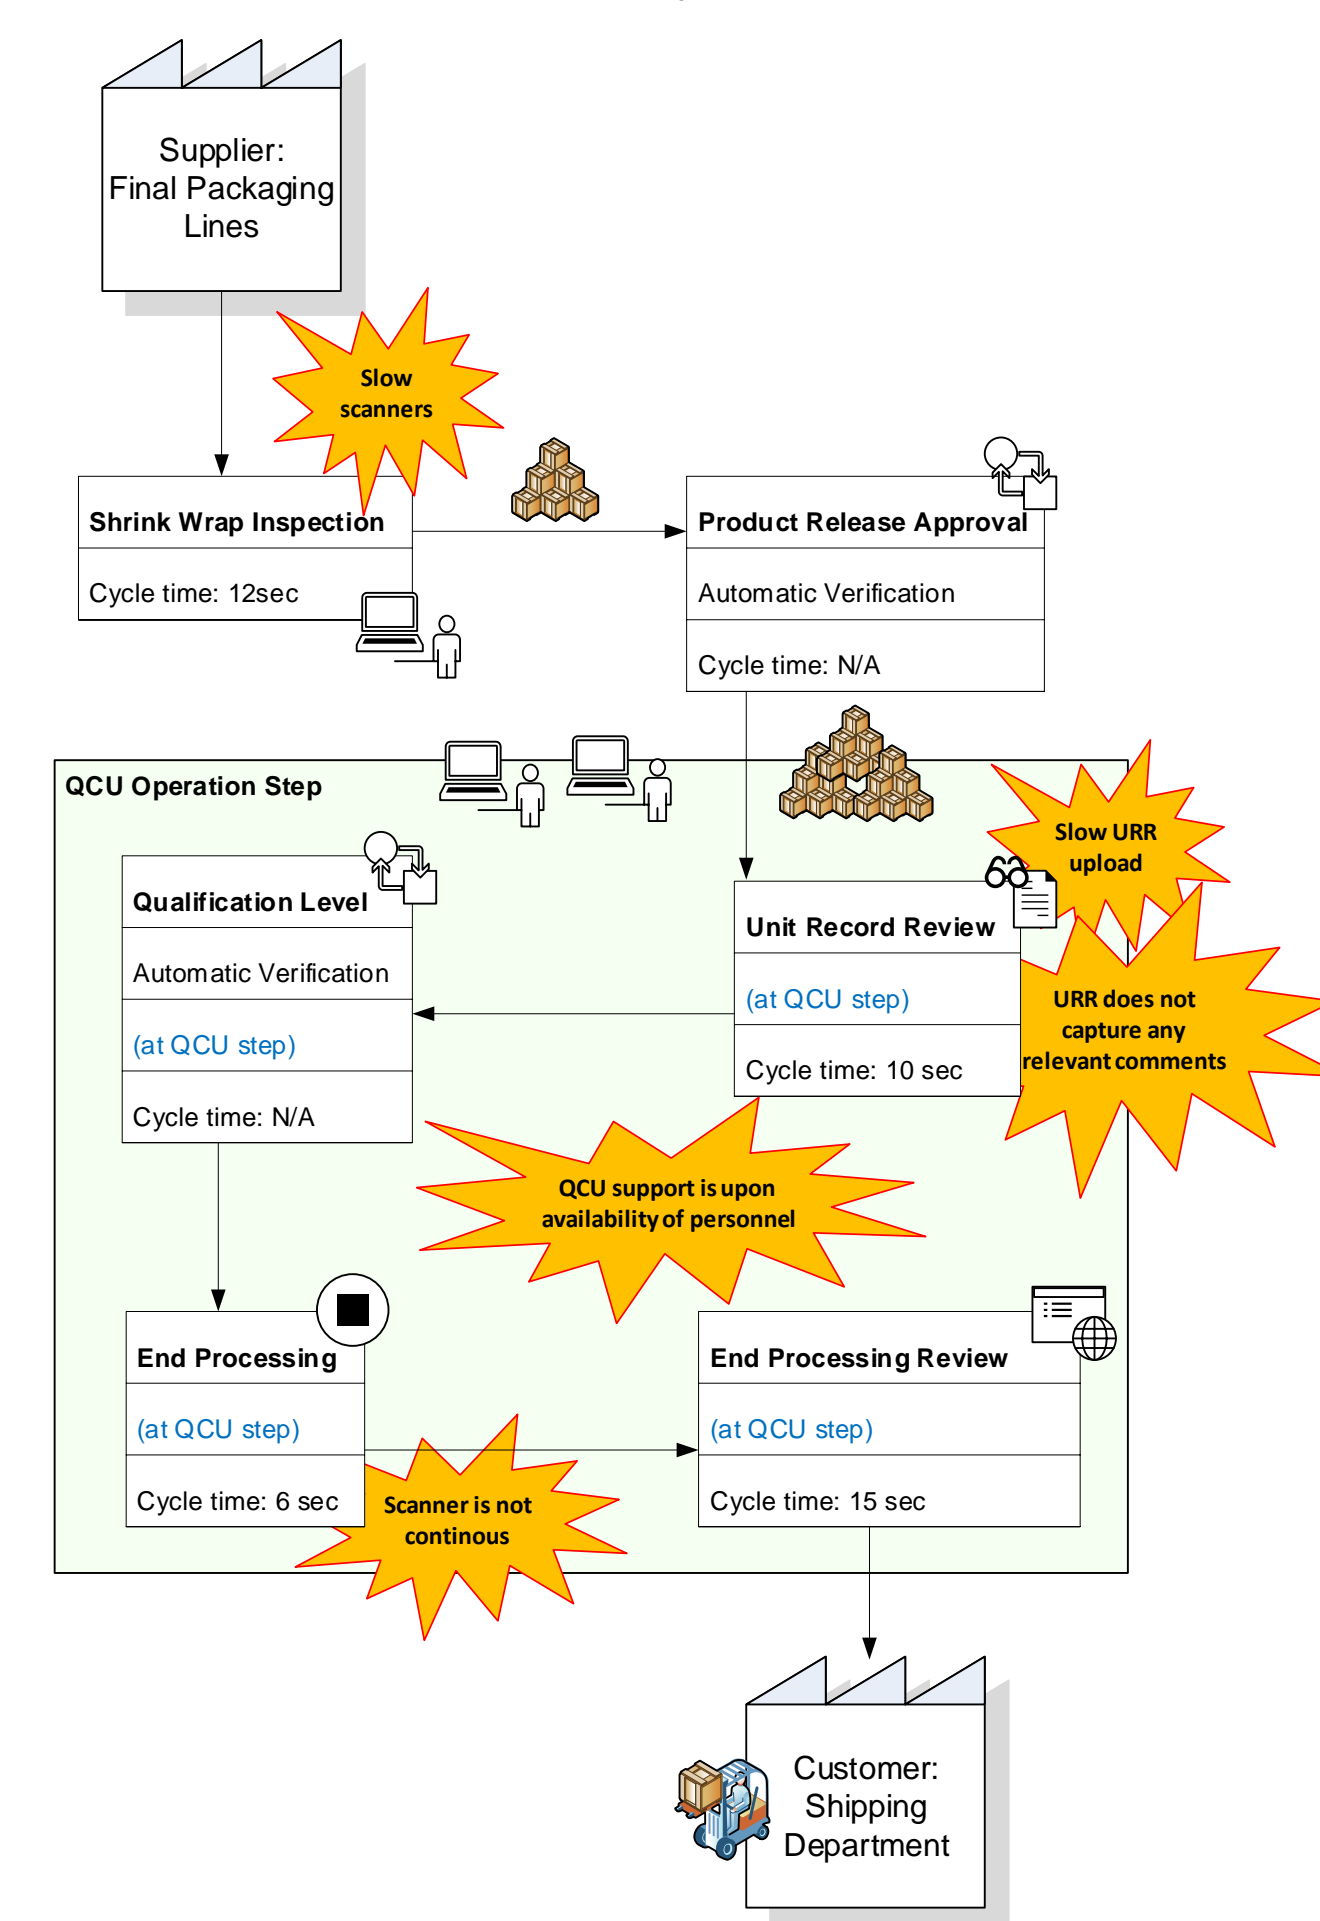 Supplier:
Final Packaging
Lines
Slow
scanners
Shrink Wrap Inspection
Cycle time: 12sec
Product Release Approval
Automatic Verification
Cycle time: N/A
QCU Operation Step
Slow URR
upload
Qualification Level
Automatic Verification
(at QCU step)
Cycle time: N/A
Unit Record Review
(at QCU step)
Cycle time: 10 sec
URR does not
capture any
relevant comments
QCU support is upon
availability of personnel
End Processing
(at QCU step)
Cycle time: 6 sec
Scanner is not
continous
End Processing Review
(at QCU step)
Cycle time: 15 sec
Customer:
Shipping
Department